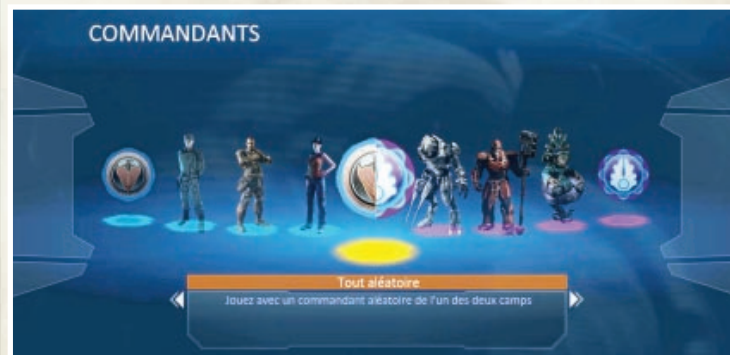 COMMANDANTS
Tout aléatoire
Jouez avec un commandant aléatoire de l'un des deux camps